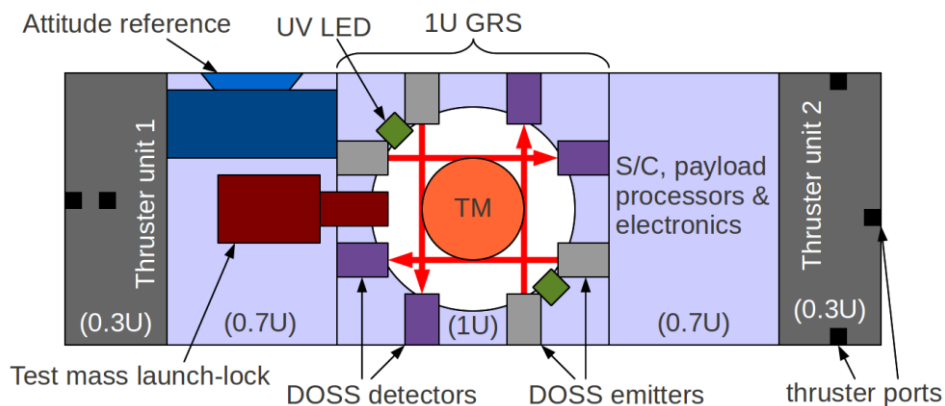 Attitude reference
UV LED
1U GRS
Thruster unit 1
TM
S/C, payload
processors &
electronics
Thruster unit 2
(0.3U)
(0.7U)
(1U)
(0.7U)
(0.3U)
Test mass launch-lock
DOSS detectors
DOSS emitters
thruster ports